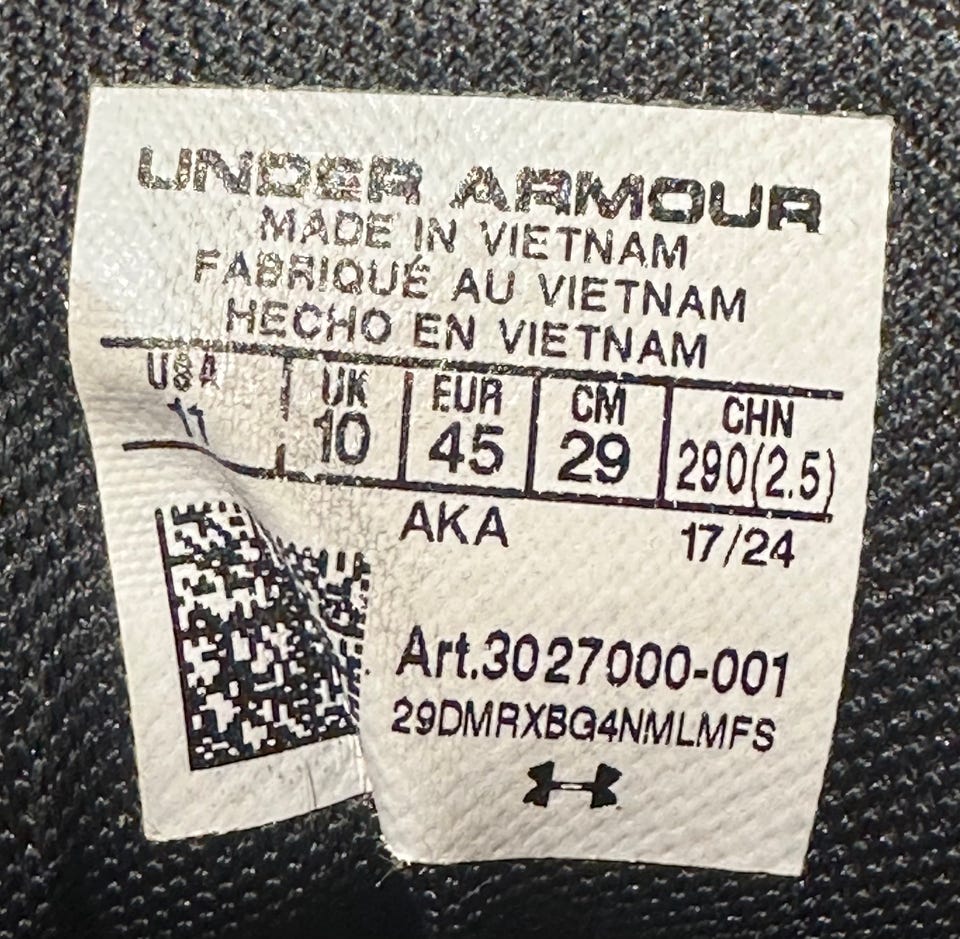 UNDER ARMOUR
MADE IN VIETNAM
FABRIQUÉ AU VIETNAM
HECHO EN VIETNAM
USA UK EUR CM CHN
11 10 45 29 290(2.5)
AKA 17/24
Art.3027000-001
29DMRXBG4NMLMFS